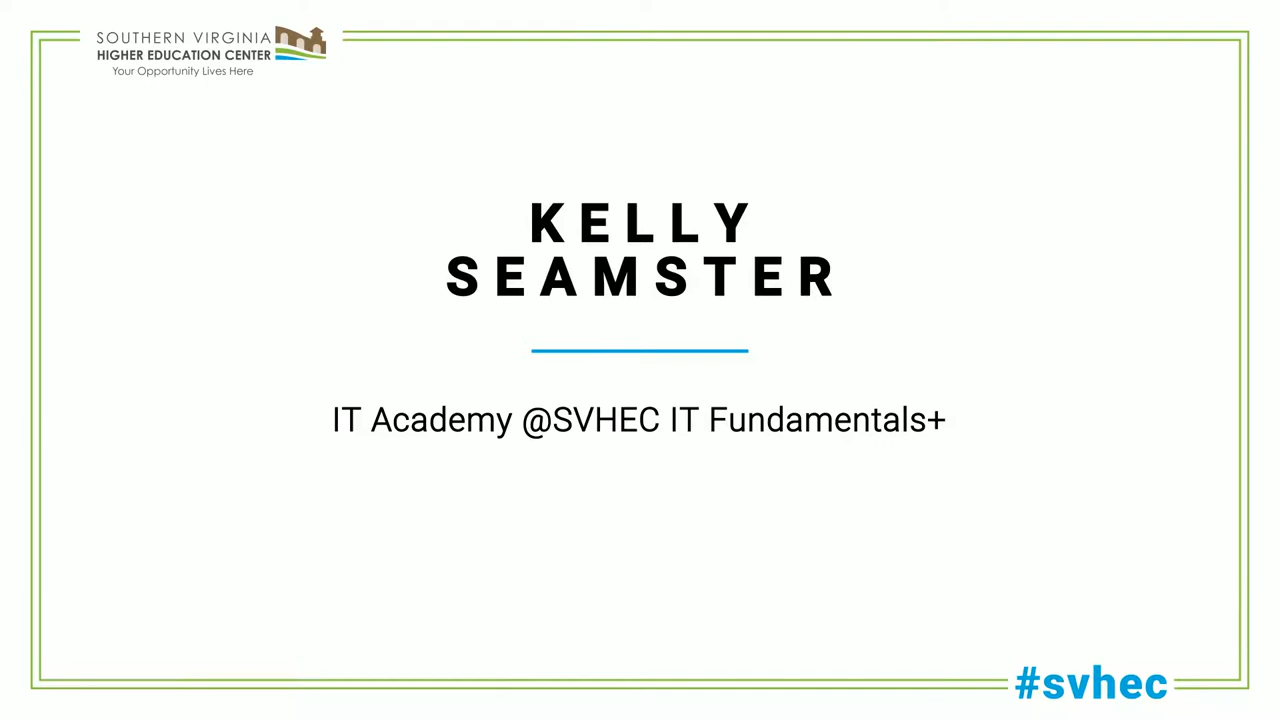 SOUTHERN VIRGINIA
HIGHER EDUCATION CENTER
Your Opportunity Lives Here
KELLY
SEAMSTER
IT Academy @SVHEC IT Fundamentals+
#svhec